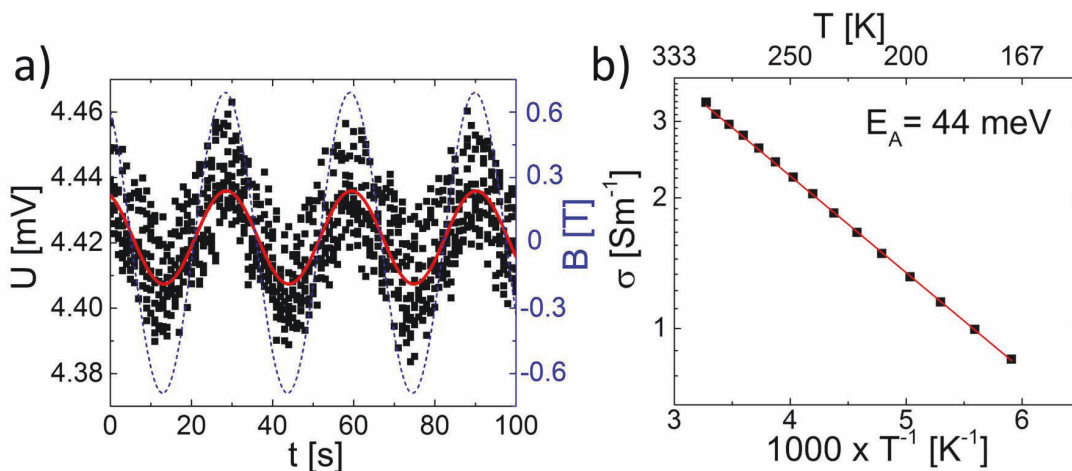 a)
4.46
4.44
4.42
4.40
4.38
U [mV]
0.6
0.3
0
-0.3
-0.6
B [T]
0 20 40 60 80 100
t [s]
b)
T [K]
333 250 200 167
E_A = 44 meV
3
2
1
σ [Sm⁻¹]
3 4 5 6
1000 x T⁻¹ [K⁻¹]